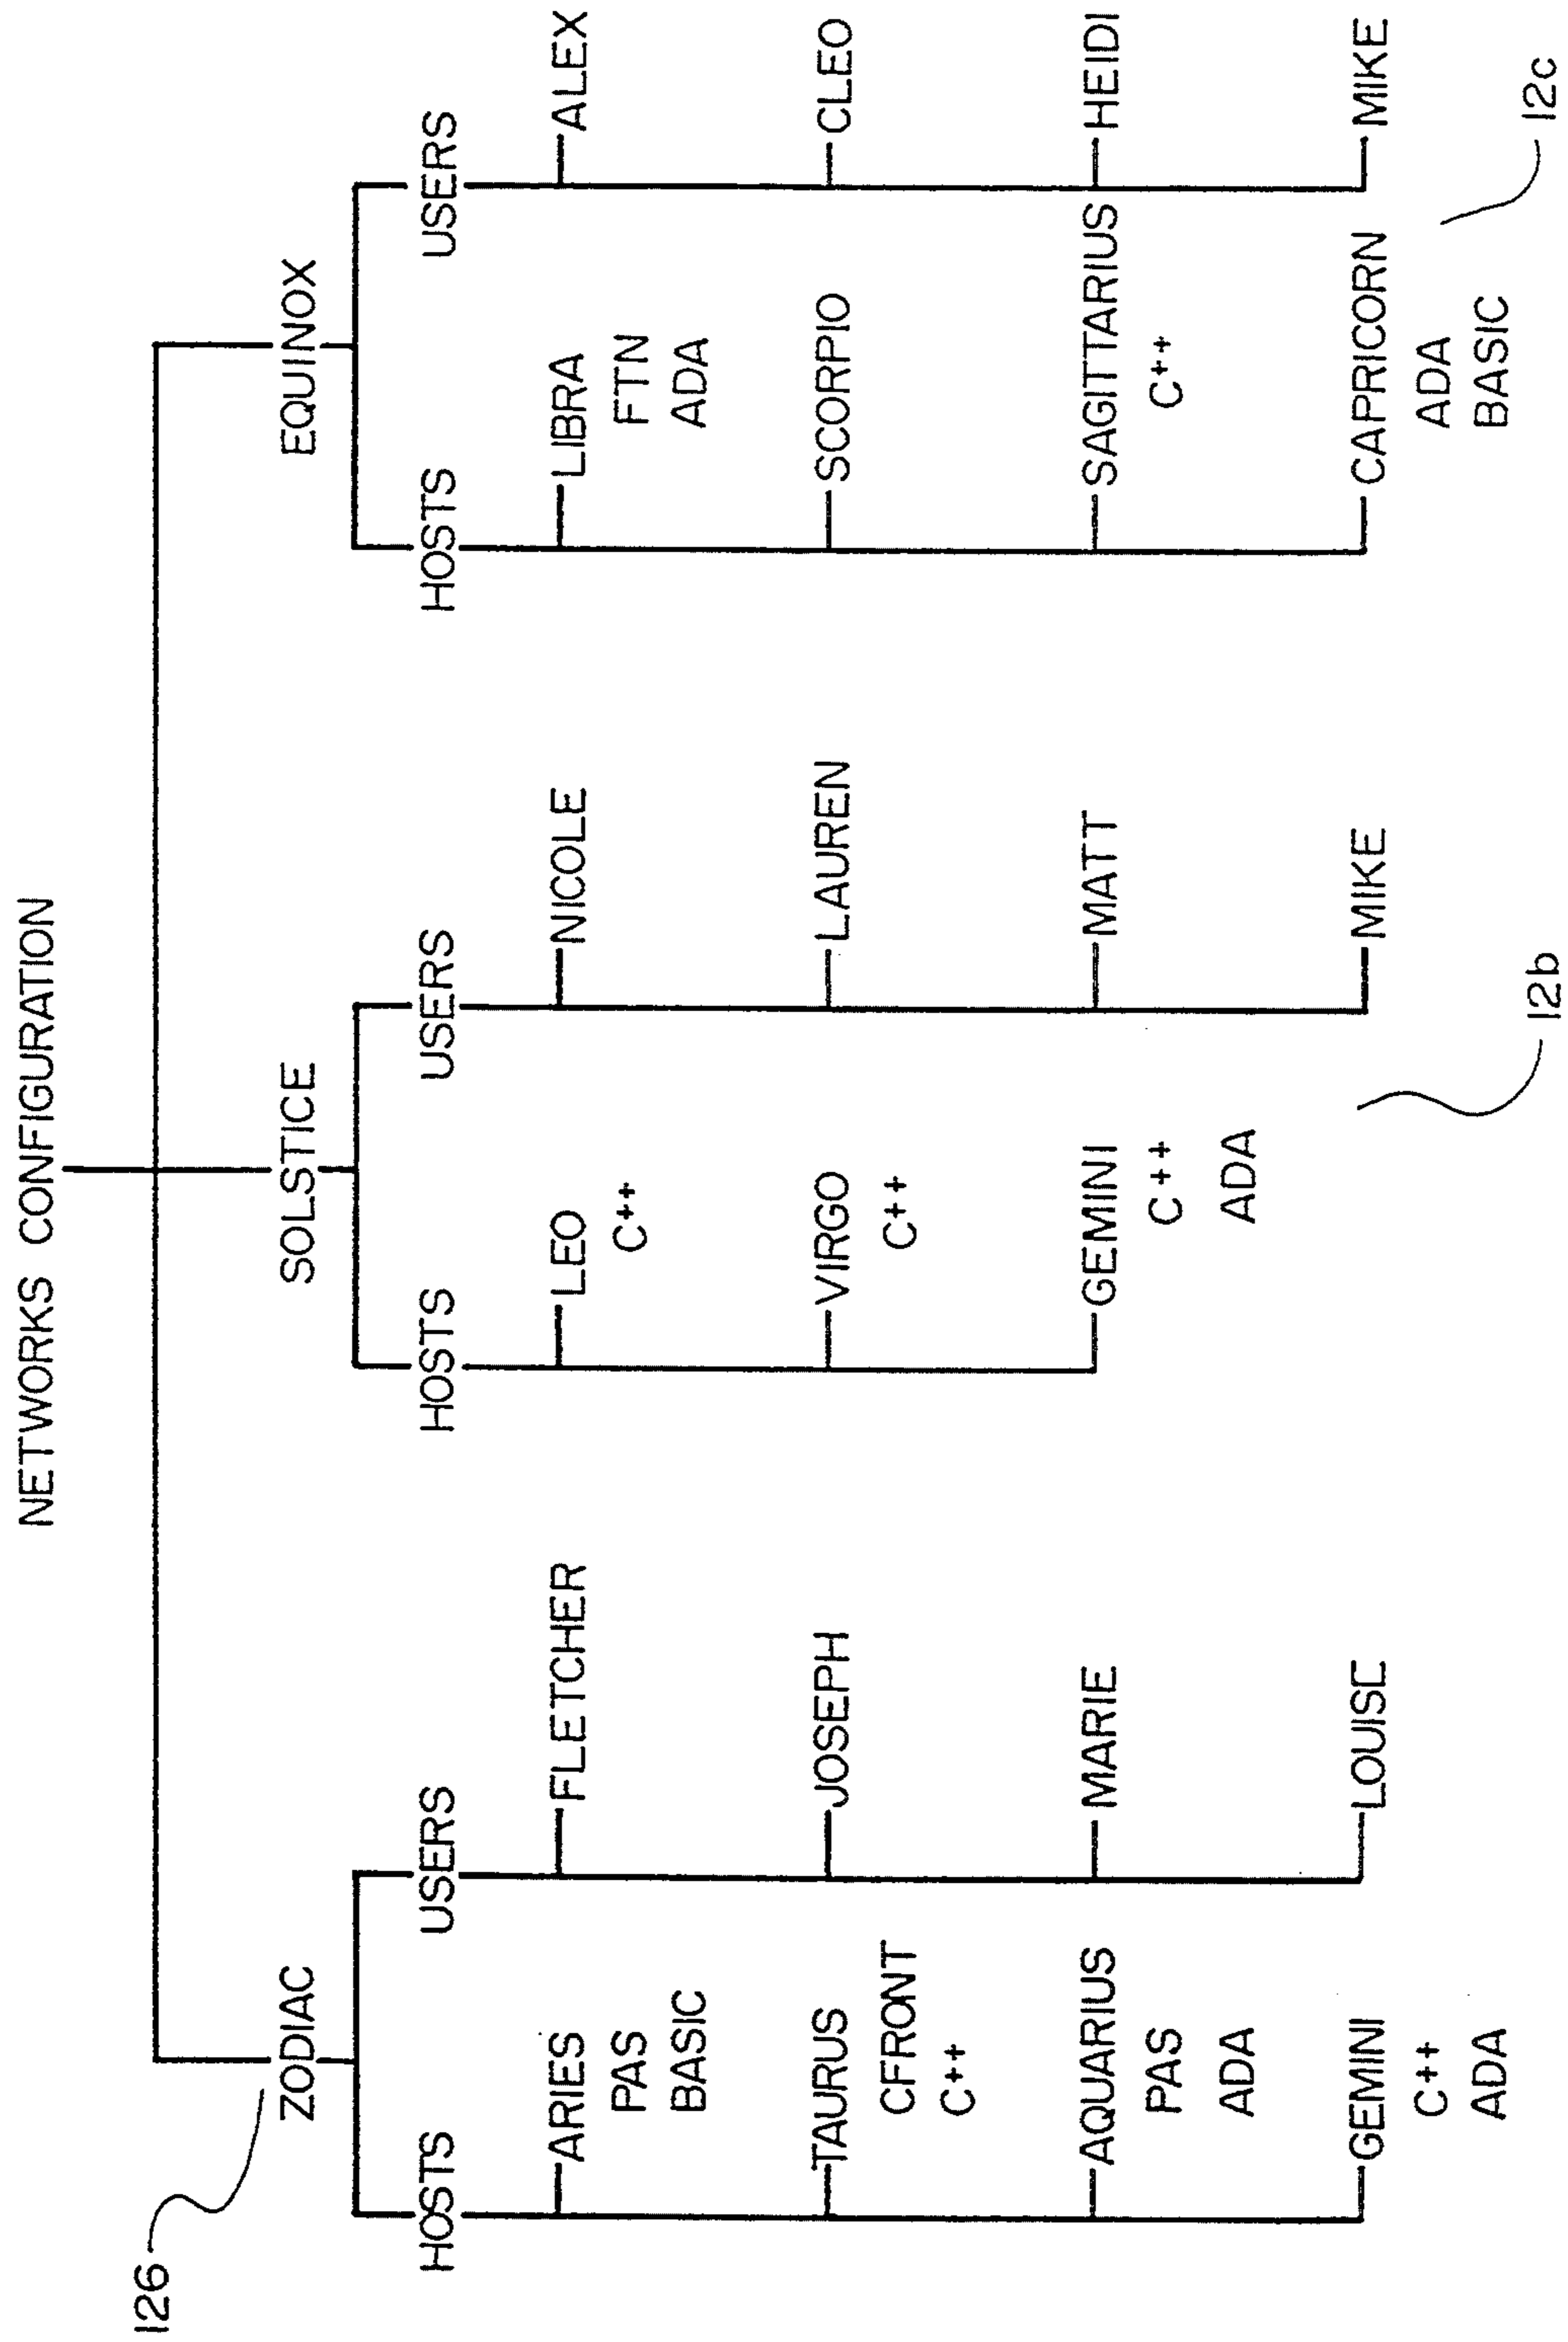 NETWORKS CONFIGURATION
126
ZODIAC
HOSTS
ARIES
PAS
BASIC
TAURUS
CFRONT
C++
AQUARIUS
PAS
ADA
GEMINI
C++
ADA
USERS
FLETCHER
JOSEPH
MARIE
LOUISE
SOLSTICE
HOSTS
LEO
C++
VIRGO
C++
GEMINI
C++
ADA
USERS
NICOLE
LAUREN
MATT
MIKE
12b
EQUINOX
HOSTS
LIBRA
FTN
ADA
SCORPIO
SAGITTARIUS
C++
CAPRICORN
ADA
BASIC
USERS
ALEX
CLEO
HEIDI
MIKE
12c